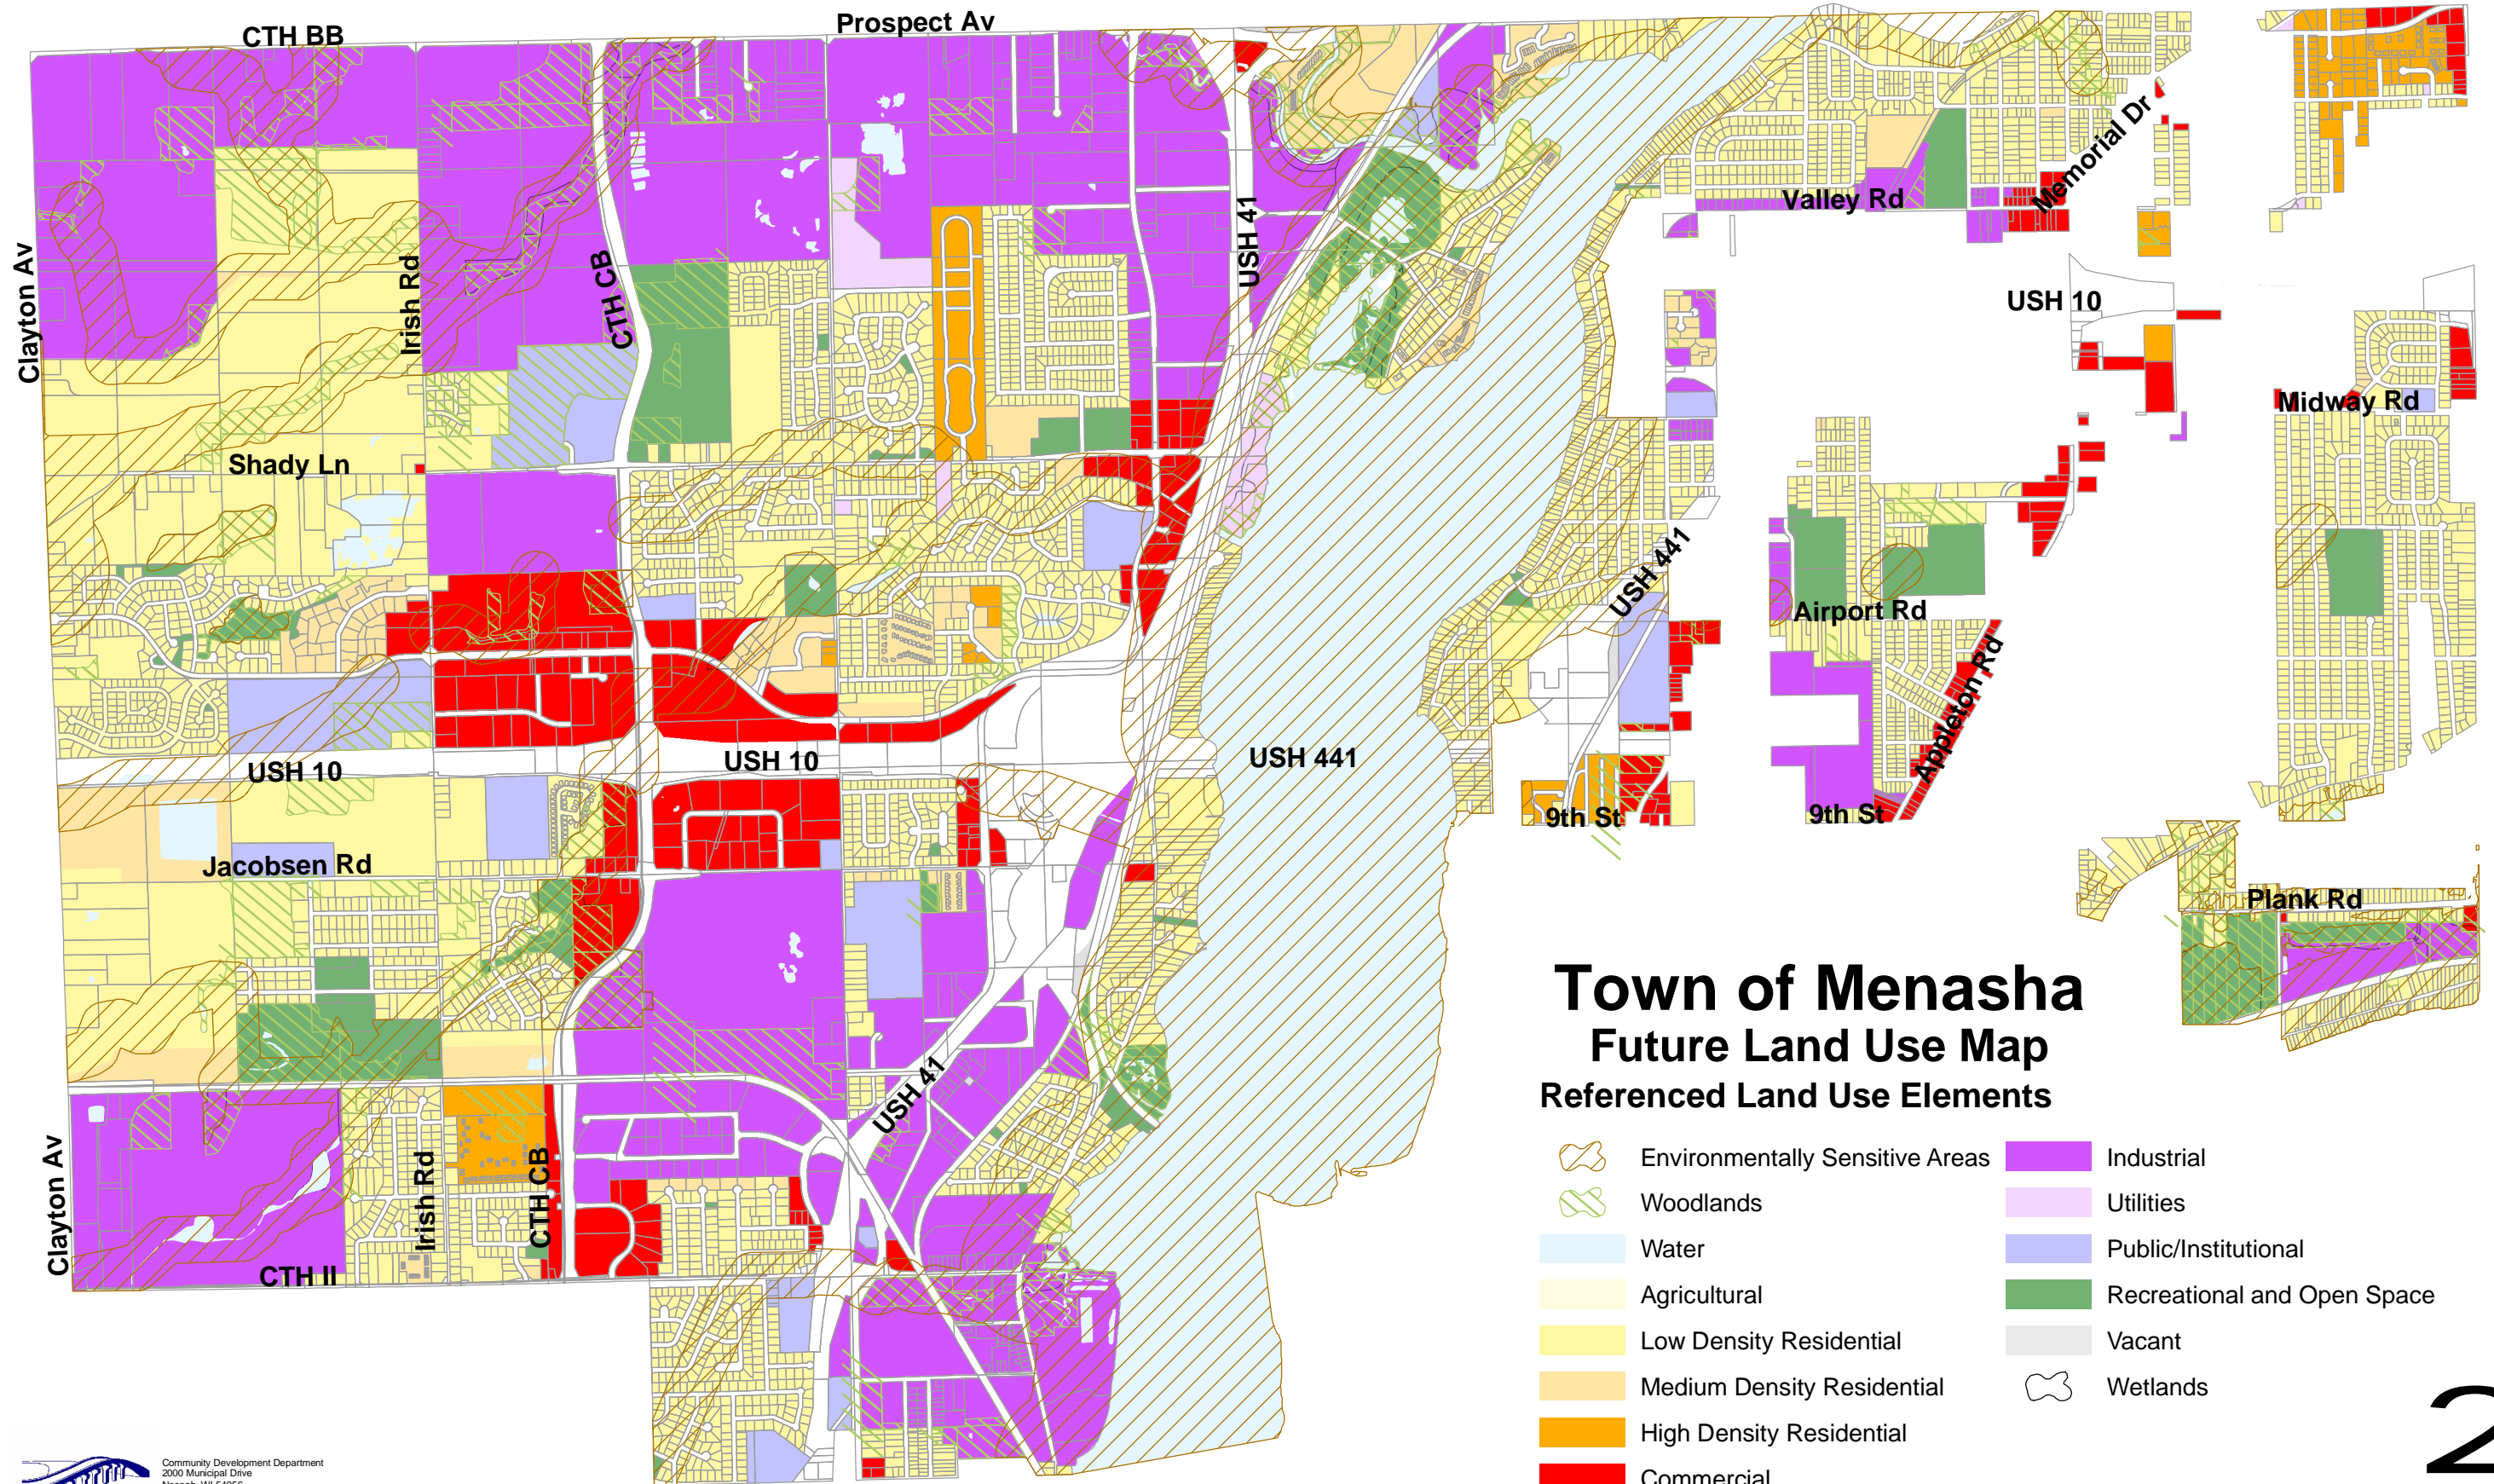 CTH BB
Prospect Av
Memorial Dr
Valley Rd
Clayton Av
Irish Rd
CTH CB
USH 41
USH 10
Midway Rd
Shady Ln
USH 441
Airport Rd
Appleton Rd
USH 10
USH 10
USH 441
9th St
9th St
Jacobsen Rd
Plank Rd
Town of Menasha
Future Land Use Map
Referenced Land Use Elements
USH 41
Clayton Av
Irish Rd
CTH CB
CTH II
Environmentally Sensitive Areas
Woodlands
Water
Agricultural
Low Density Residential
Medium Density Residential
High Density Residential
Commercial
Industrial
Utilities
Public/Institutional
Recreational and Open Space
Vacant
Wetlands
2
Community Development Department
2000 Municipal Drive
Neenah, WI 54956